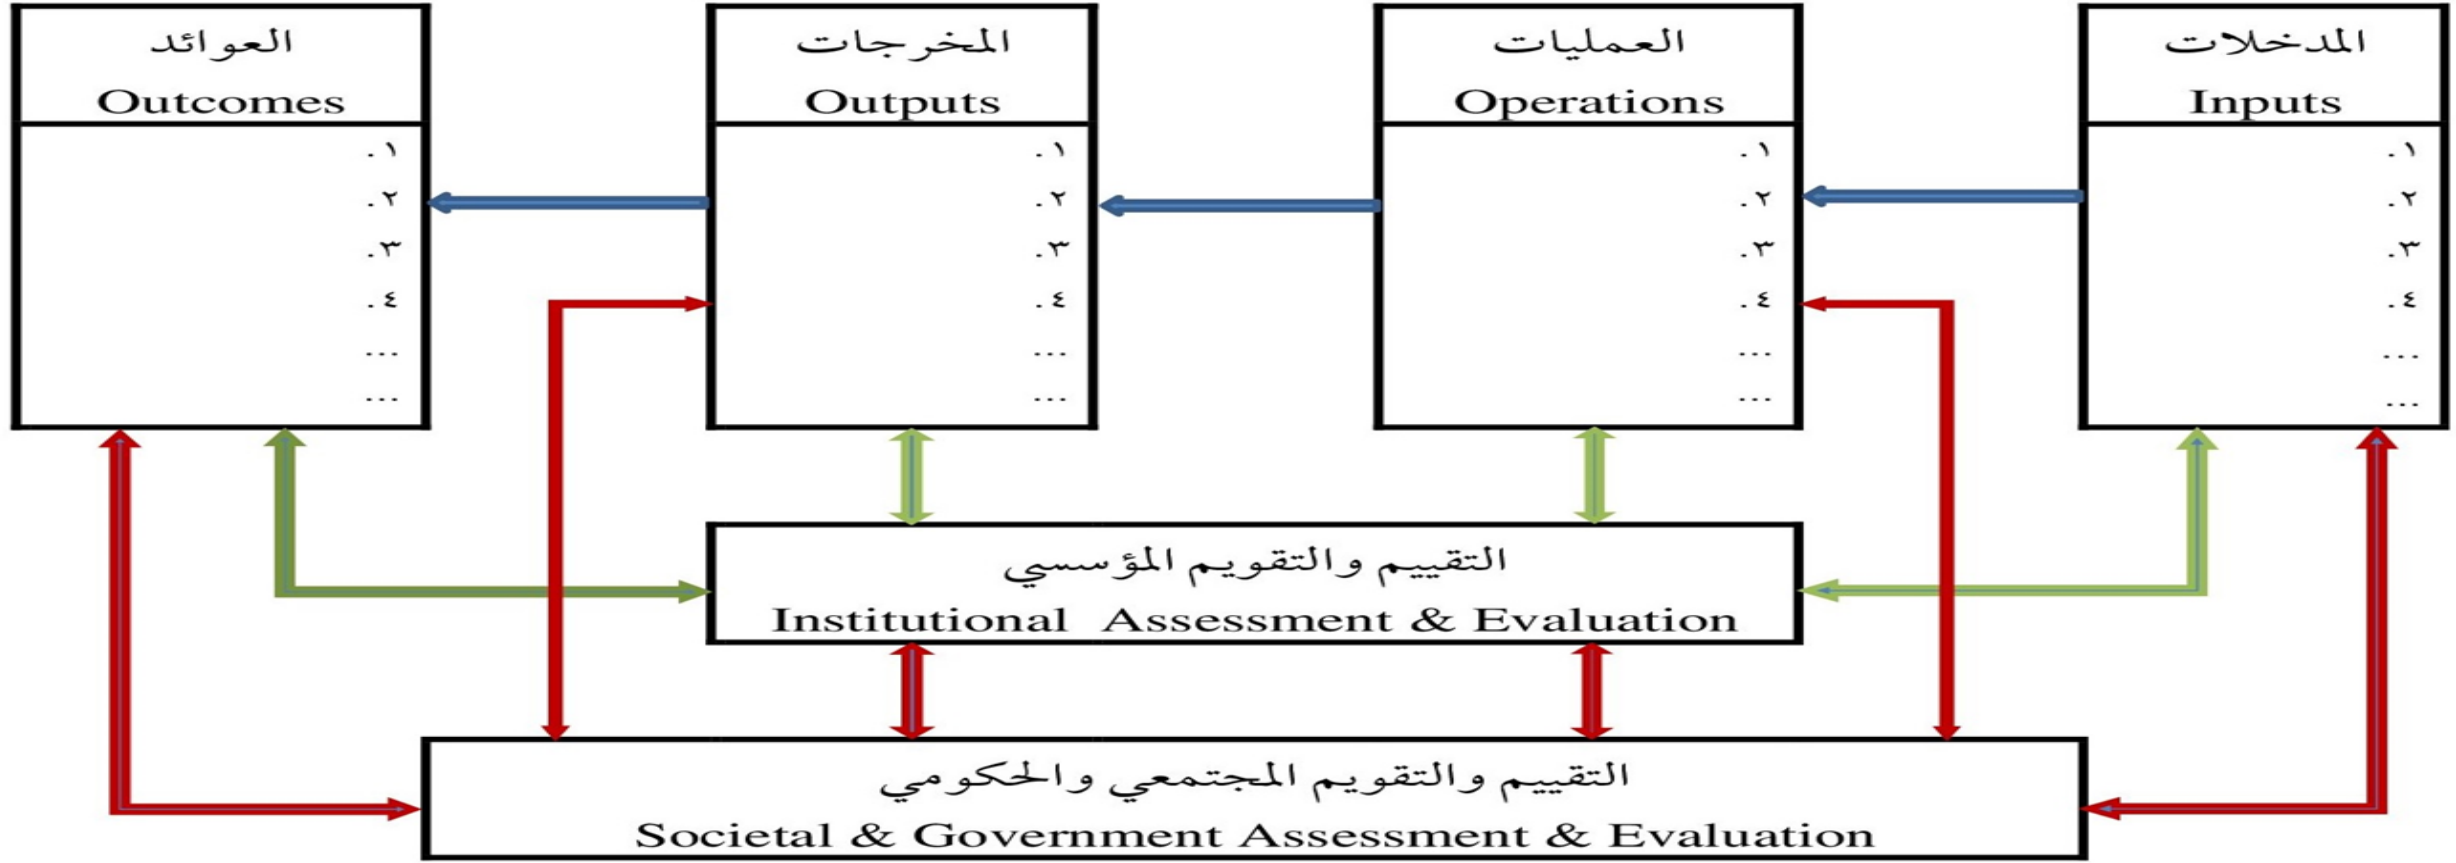 المدخلات
Inputs
.١
.٢
.٣
.٤
...
...
العمليات
Operations
.١
.٢
.٣
.٤
...
...
المخرجات
Outputs
.١
.٢
.٣
.٤
...
...
العوائد
Outcomes
.١
.٢
.٣
.٤
...
...
التقييم والتقويم المؤسسي
Institutional Assessment & Evaluation
التقييم والتقويم المجتمعي والحكومي
Societal & Government Assessment & Evaluation